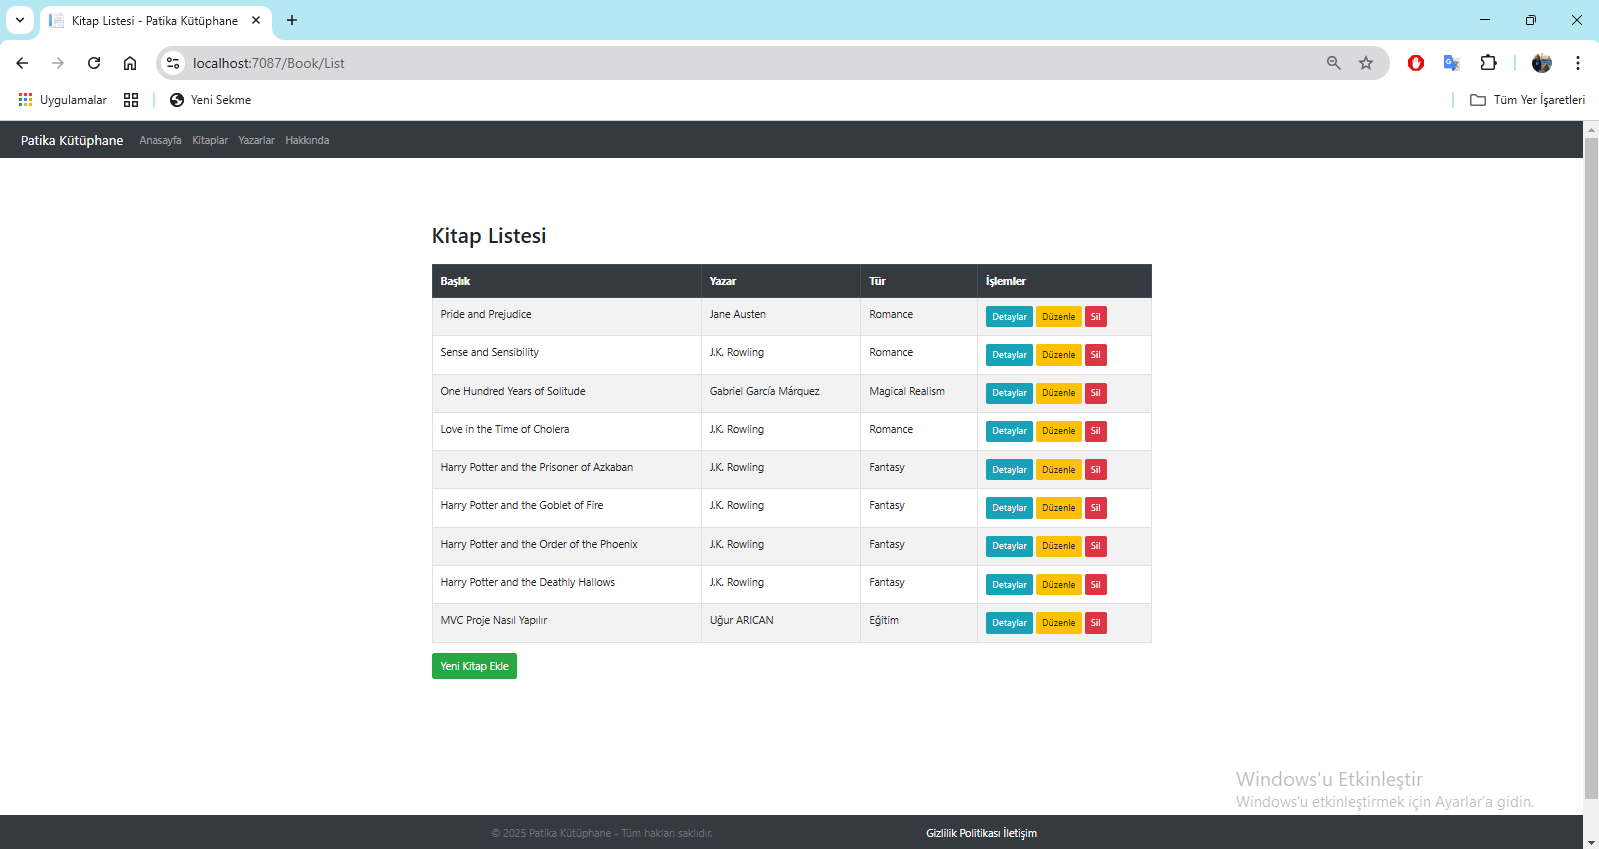 Kitap Listesi - Patika Kütüphane
localhost:7087/Book/List
Uygulamalar Yeni Sekme Tüm Yer İşaretleri
Patika Kütüphane Anasayfa Kitaplar Yazarlar Hakkında
Kitap Listesi
Başlık Yazar Tür İşlemler
Pride and Prejudice Jane Austen Romance Detaylar Düzenle Sil
Sense and Sensibility J.K. Rowling Romance Detaylar Düzenle Sil
One Hundred Years of Solitude Gabriel García Márquez Magical Realism Detaylar Düzenle Sil
Love in the Time of Cholera J.K. Rowling Romance Detaylar Düzenle Sil
Harry Potter and the Prisoner of Azkaban J.K. Rowling Fantasy Detaylar Düzenle Sil
Harry Potter and the Goblet of Fire J.K. Rowling Fantasy Detaylar Düzenle Sil
Harry Potter and the Order of the Phoenix J.K. Rowling Fantasy Detaylar Düzenle Sil
Harry Potter and the Deathly Hallows J.K. Rowling Fantasy Detaylar Düzenle Sil
MVC Proje Nasıl Yapılır Uğur ARICAN Eğitim Detaylar Düzenle Sil
Yeni Kitap Ekle
Windows'u Etkinleştir
Windows'u etkinleştirmek için Ayarlar'a gidin.
© 2025 Patika Kütüphane - Tüm hakları saklıdır. Gizlilik Politikası İletişim